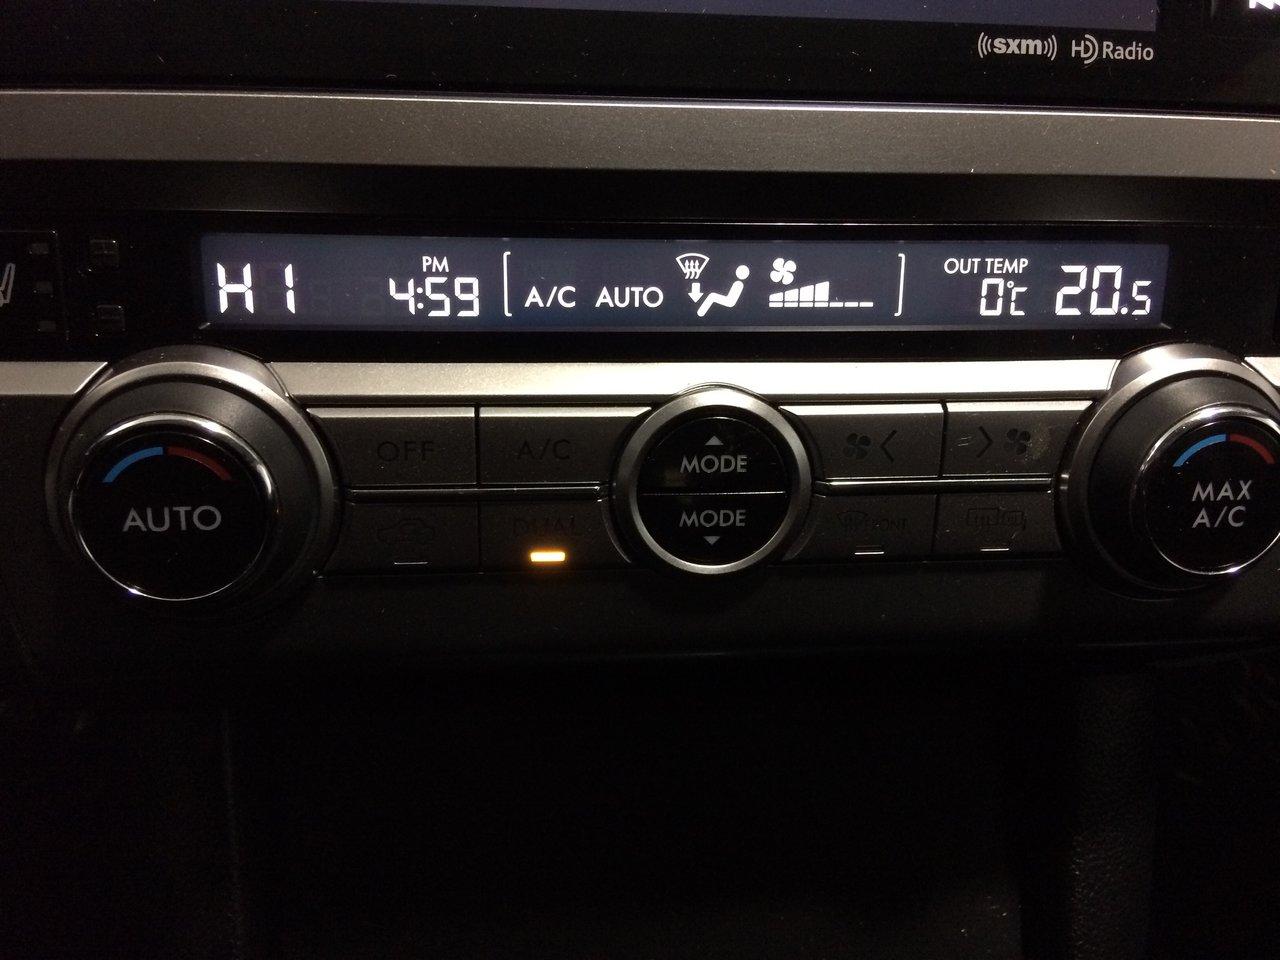 sxm HD Radio
HI PM 4:59 A/C AUTO OUT TEMP 0°C 20.5
OFF A/C
AUTO
DUAL
MODE
MODE
FRONT
MAX
A/C